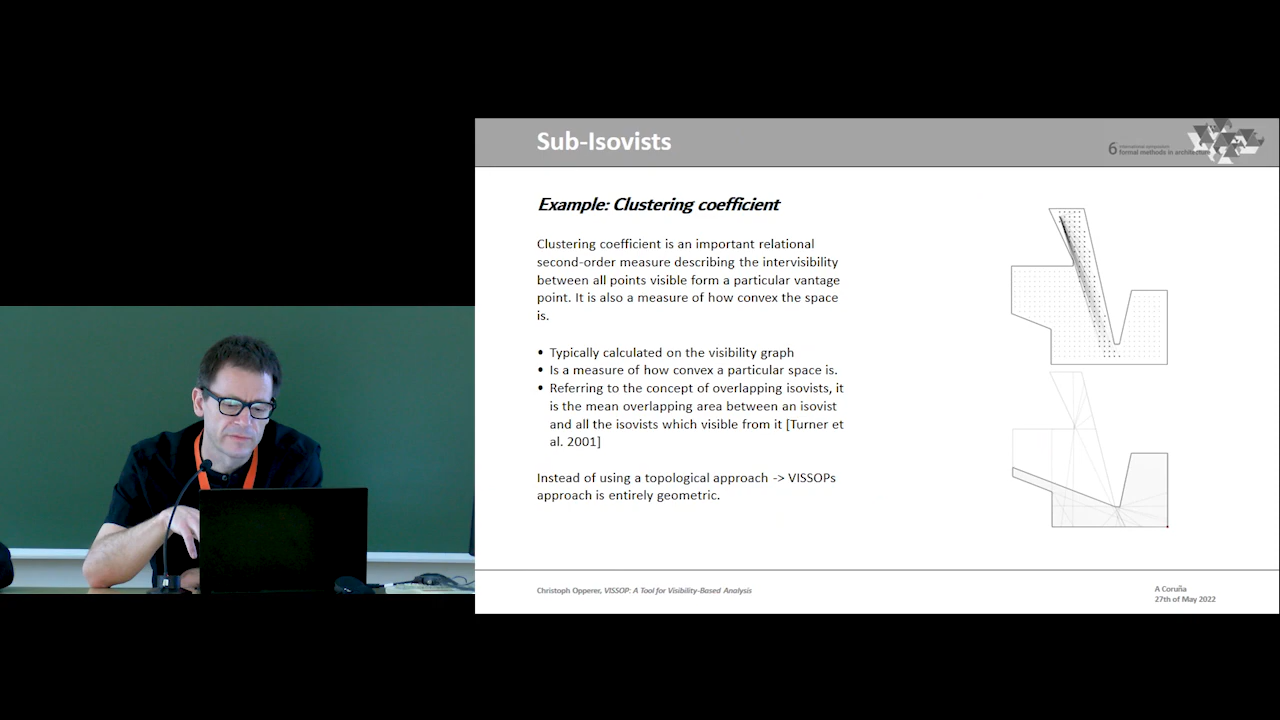 Sub-Isovists
6 international symposium
formal methods in architecture
Example: Clustering coefficient
Clustering coefficient is an important relational
second-order measure describing the intervisibility
between all points visible form a particular vantage
point. It is also a measure of how convex the space
is.
• Typically calculated on the visibility graph
• Is a measure of how convex a particular space is.
• Referring to the concept of overlapping isovists, it
is the mean overlapping area between an isovist
and all the isovists which visible from it [Turner et
al. 2001]
Instead of using a topological approach -> VISSOPs
approach is entirely geometric.
Christoph Opperer, VISSOP: A Tool for Visibility-Based Analysis
A Coruña
27th of May 2022